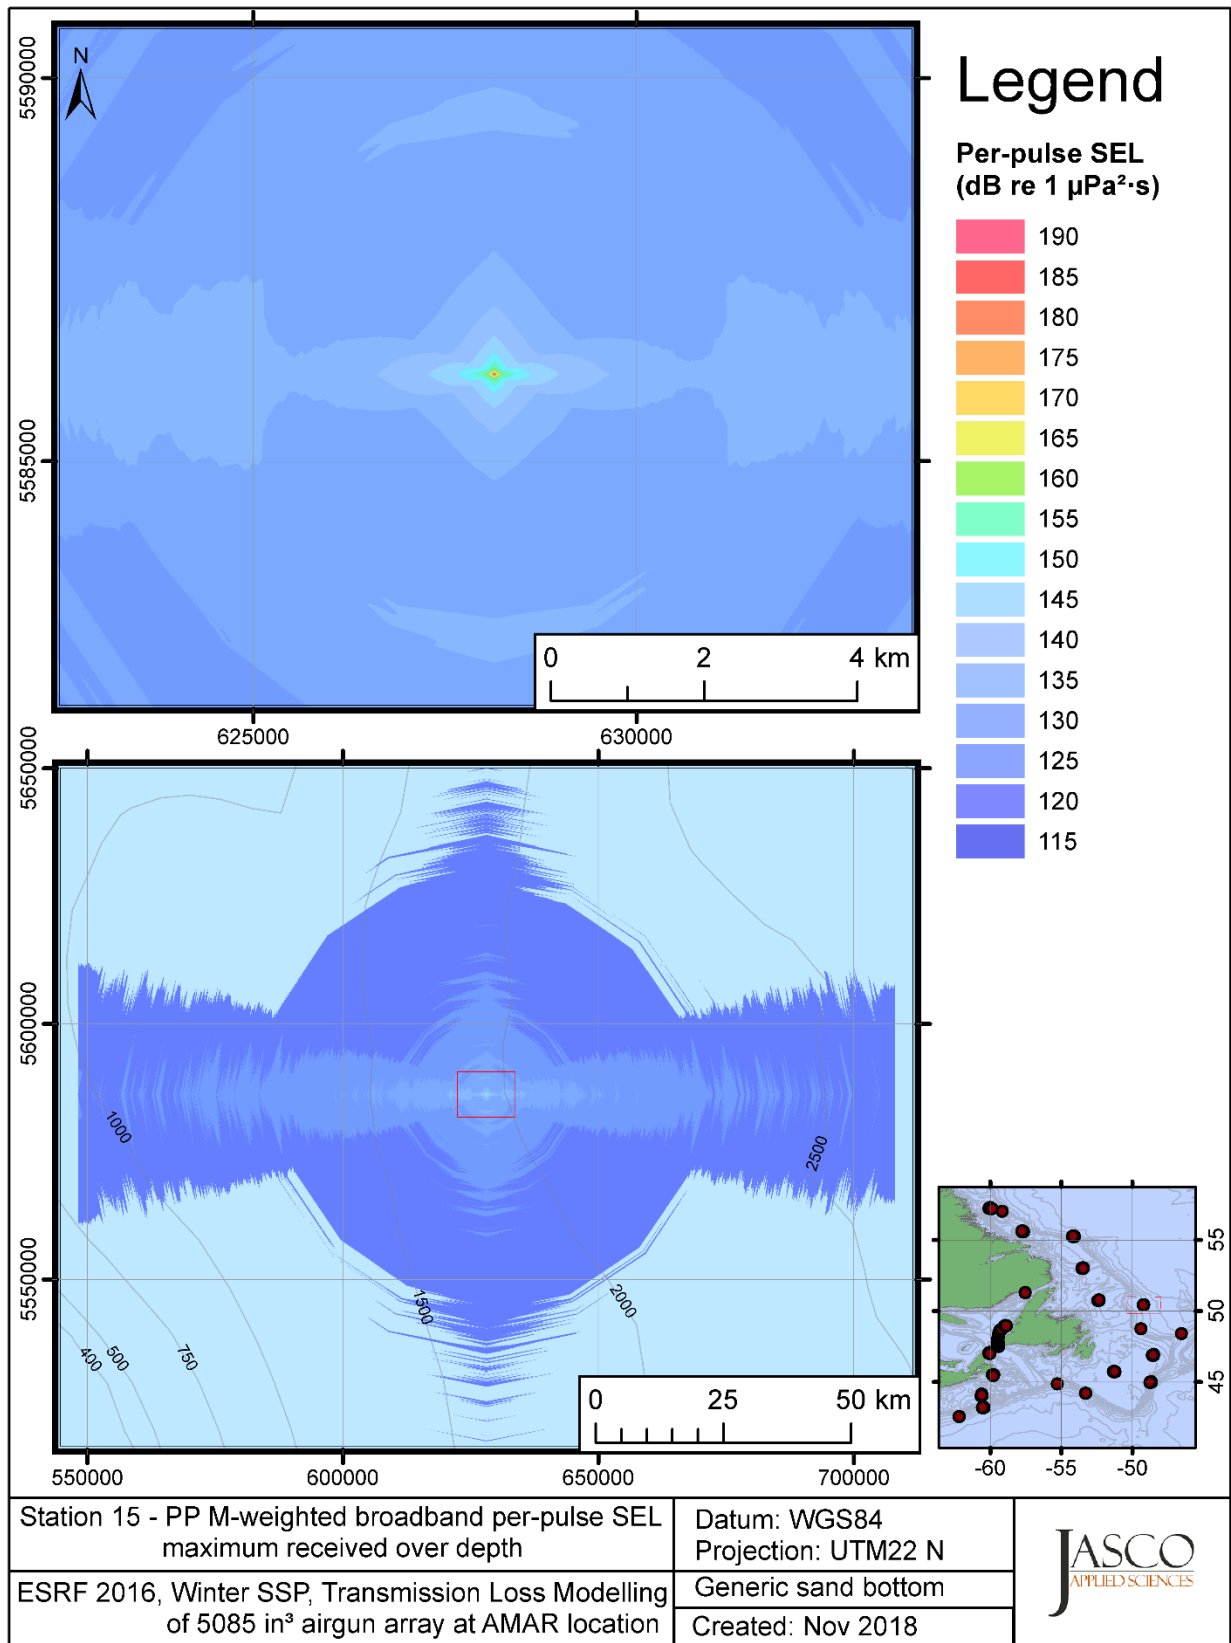 N
5590000
5585000
0 2 4 km
625000 630000
Legend
Per-pulse SEL
(dB re 1 µPa²·s)
190
185
180
175
170
165
160
155
150
145
140
135
130
125
120
115
5650000
5600000
5550000
1000
2500
1500
2000
400
500
750
0 25 50 km
550000 600000 650000 700000
55
50
45
-60 -55 -50
Station 15 - PP M-weighted broadband per-pulse SEL
maximum received over depth
ESRF 2016, Winter SSP, Transmission Loss Modelling
of 5085 in³ airgun array at AMAR location
Datum: WGS84
Projection: UTM22 N
Generic sand bottom
Created: Nov 2018
JASCO
APPLIED SCIENCES